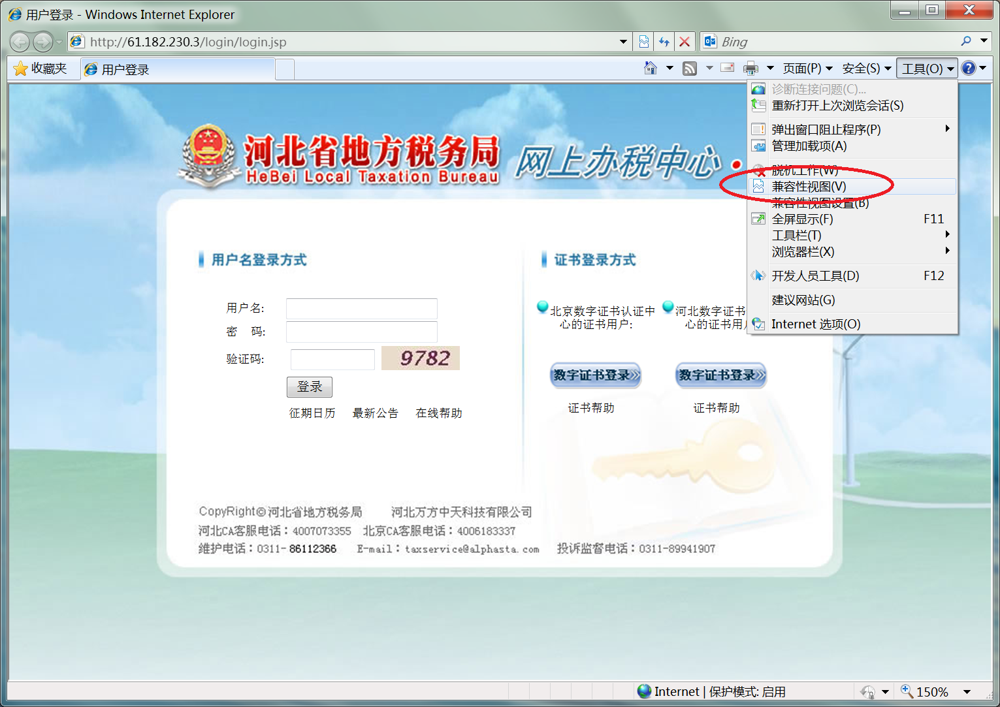 用户登录 - Windows Internet Explorer
http://61.182.230.3/login/login.jsp
Bing
收藏夹
用户登录
页面(P)
安全(S)
工具(O)
诊断连接问题(C)...
重新打开上次浏览会话(S)
弹出窗口阻止程序(P)
管理加载项(A)
脱机工作(W)
兼容性视图(V)
兼容性视图设置(B)
全屏显示(F) F11
工具栏(T)
浏览器栏(X)
开发人员工具(D) F12
建议网站(G)
Internet 选项(O)
河北省地方税务局
HeBei Local Taxation Bureau
网上办税中心
用户名登录方式
用户名:
密 码:
验证码:
9782
登录
征期日历 最新公告 在线帮助
证书登录方式
北京数字证书认证中
心的证书用户:
数字证书登录
证书帮助
河北数字证书
心的证书用户
数字证书登录
证书帮助
CopyRight©河北省地方税务局 河北万方中天科技有限公司
河北CA客服电话：4007073355 北京CA客服电话：4006183337
维护电话：0311- 86112366 E-mail：taxservice@alphasta.com 投诉监督电话：0311-89941907
Internet | 保护模式: 启用
150%